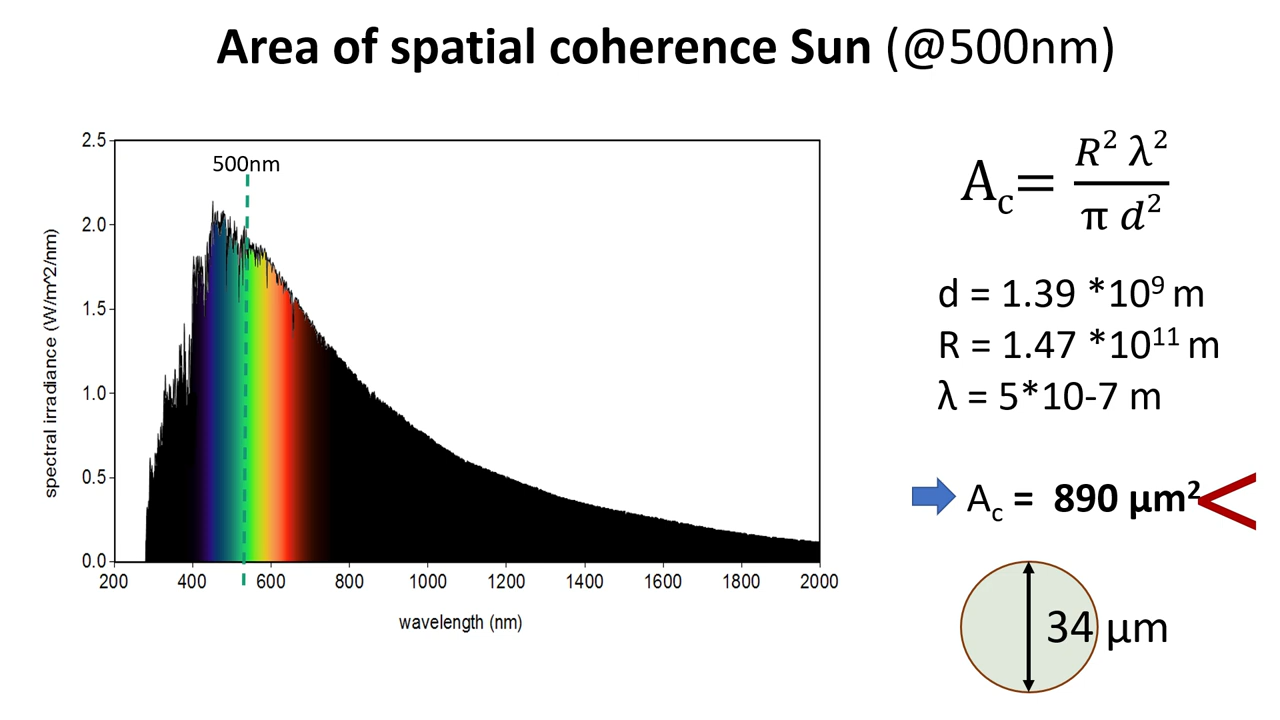 Area of spatial coherence Sun (@500nm)
2.5
500nm
2.0
1.5
1.0
0.5
0.0
spectral irradiance (W/m^2/nm)
200 400 600 800 1000 1200 1400 1600 1800 2000
wavelength (nm)
A_c = R² λ² / π d²
d = 1.39 *10⁹ m
R = 1.47 *10¹¹ m
λ = 5*10-7 m
A_c = 890 µm² <
34 µm